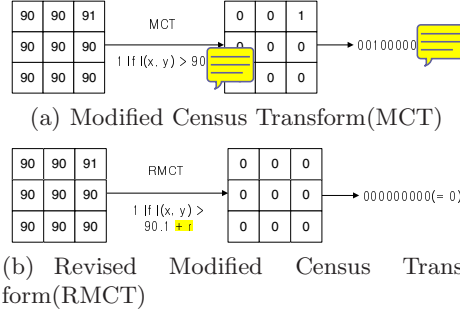 90 90 91 MCT 0 0 1
90 90 90 1 If I(x, y) > 90 0 0 00100000
90 90 90 0 0
(a) Modified Census Transform(MCT)
90 90 91 RMCT 0 0 0
90 90 90 0 0 0 000000000(= 0)
90 90 90 1 If I(x, y) > 0 0 0
90.1 + r
(b) Revised Modified Census Trans
form(RMCT)